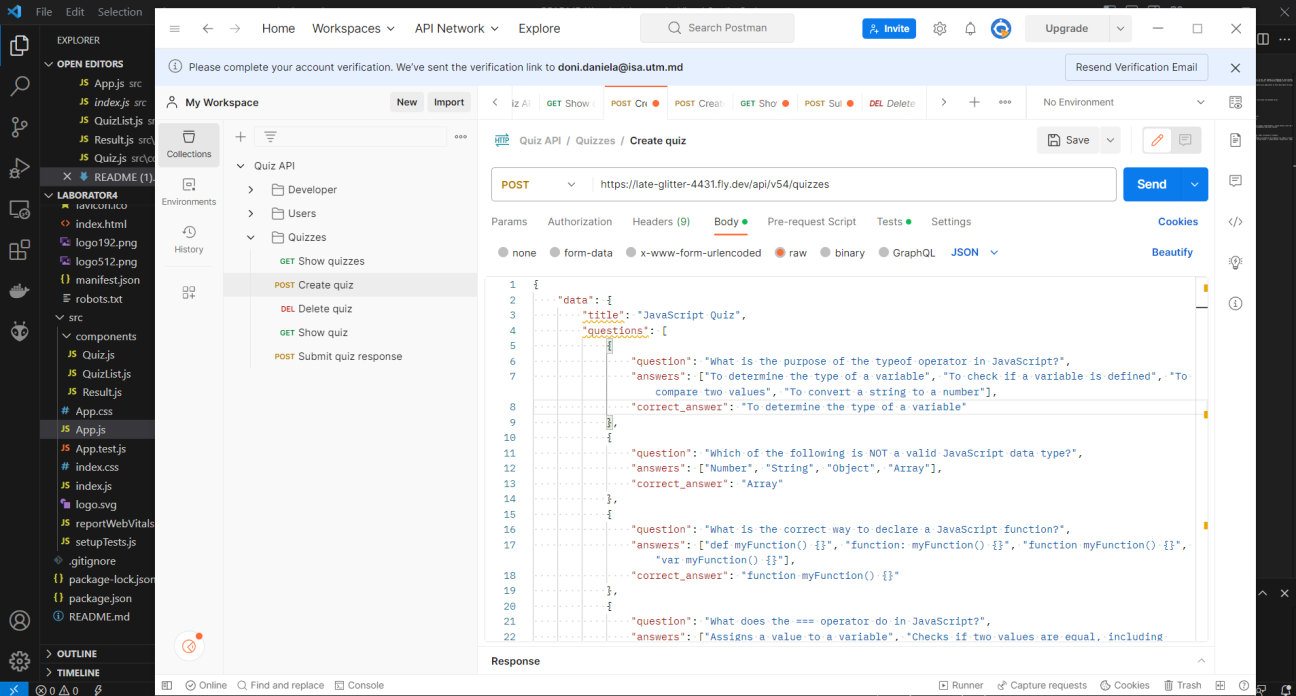 File Edit Selection
EXPLORER
OPEN EDITORS
JS App.js src
JS index.js src
JS QuizList.js src\
JS Result.js src\
JS Quiz.js src\co
README (1).
LABORATOR4
favicon.ico
<> index.html
logo192.png
logo512.png
{} manifest.json
robots.txt
src
components
JS Quiz.js
JS QuizList.js
JS Result.js
# App.css
JS App.js
JS App.test.js
# index.css
JS index.js
logo.svg
JS reportWebVitals
JS setupTests.js
.gitignore
{} package-lock.json
{} package.json
README.md
OUTLINE
TIMELINE
0 0
Home Workspaces API Network Explore Search Postman Invite Upgrade
Please complete your account verification. We've sent the verification link to doni.daniela@isa.utm.md Resend Verification Email
My Workspace New Import
GET Show POST Cre POST Creat GET Sho POST Sul DEL Delete No Environment
Collections
Environments
History
Quiz API
Developer
Users
Quizzes
GET Show quizzes
POST Create quiz
DEL Delete quiz
GET Show quiz
POST Submit quiz response
HTTP Quiz API / Quizzes / Create quiz Save
POST https://late-glitter-4431.fly.dev/api/v54/quizzes Send
Params Authorization Headers (9) Body Pre-request Script Tests Settings Cookies
none form-data x-www-form-urlencoded raw binary GraphQL JSON Beautify
1 {
2 "data": {
3 "title": "JavaScript Quiz",
4 "questions": [
5 {
6 "question": "What is the purpose of the typeof operator in JavaScript?",
7 "answers": ["To determine the type of a variable", "To check if a variable is defined", "To
compare two values", "To convert a string to a number"],
8 "correct_answer": "To determine the type of a variable"
9 },
10 {
11 "question": "Which of the following is NOT a valid JavaScript data type?",
12 "answers": ["Number", "String", "Object", "Array"],
13 "correct_answer": "Array"
14 },
15 {
16 "question": "What is the correct way to declare a JavaScript function?",
17 "answers": ["def myFunction() {}", "function: myFunction() {}", "function myFunction() {}",
"var myFunction() {}"],
18 "correct_answer": "function myFunction() {}"
19 },
20 {
21 "question": "What does the === operator do in JavaScript?",
22 "answers": ["Assigns a value to a variable", "Checks if two values are equal, including
Response
Online Find and replace Console Runner Capture requests Cookies Trash